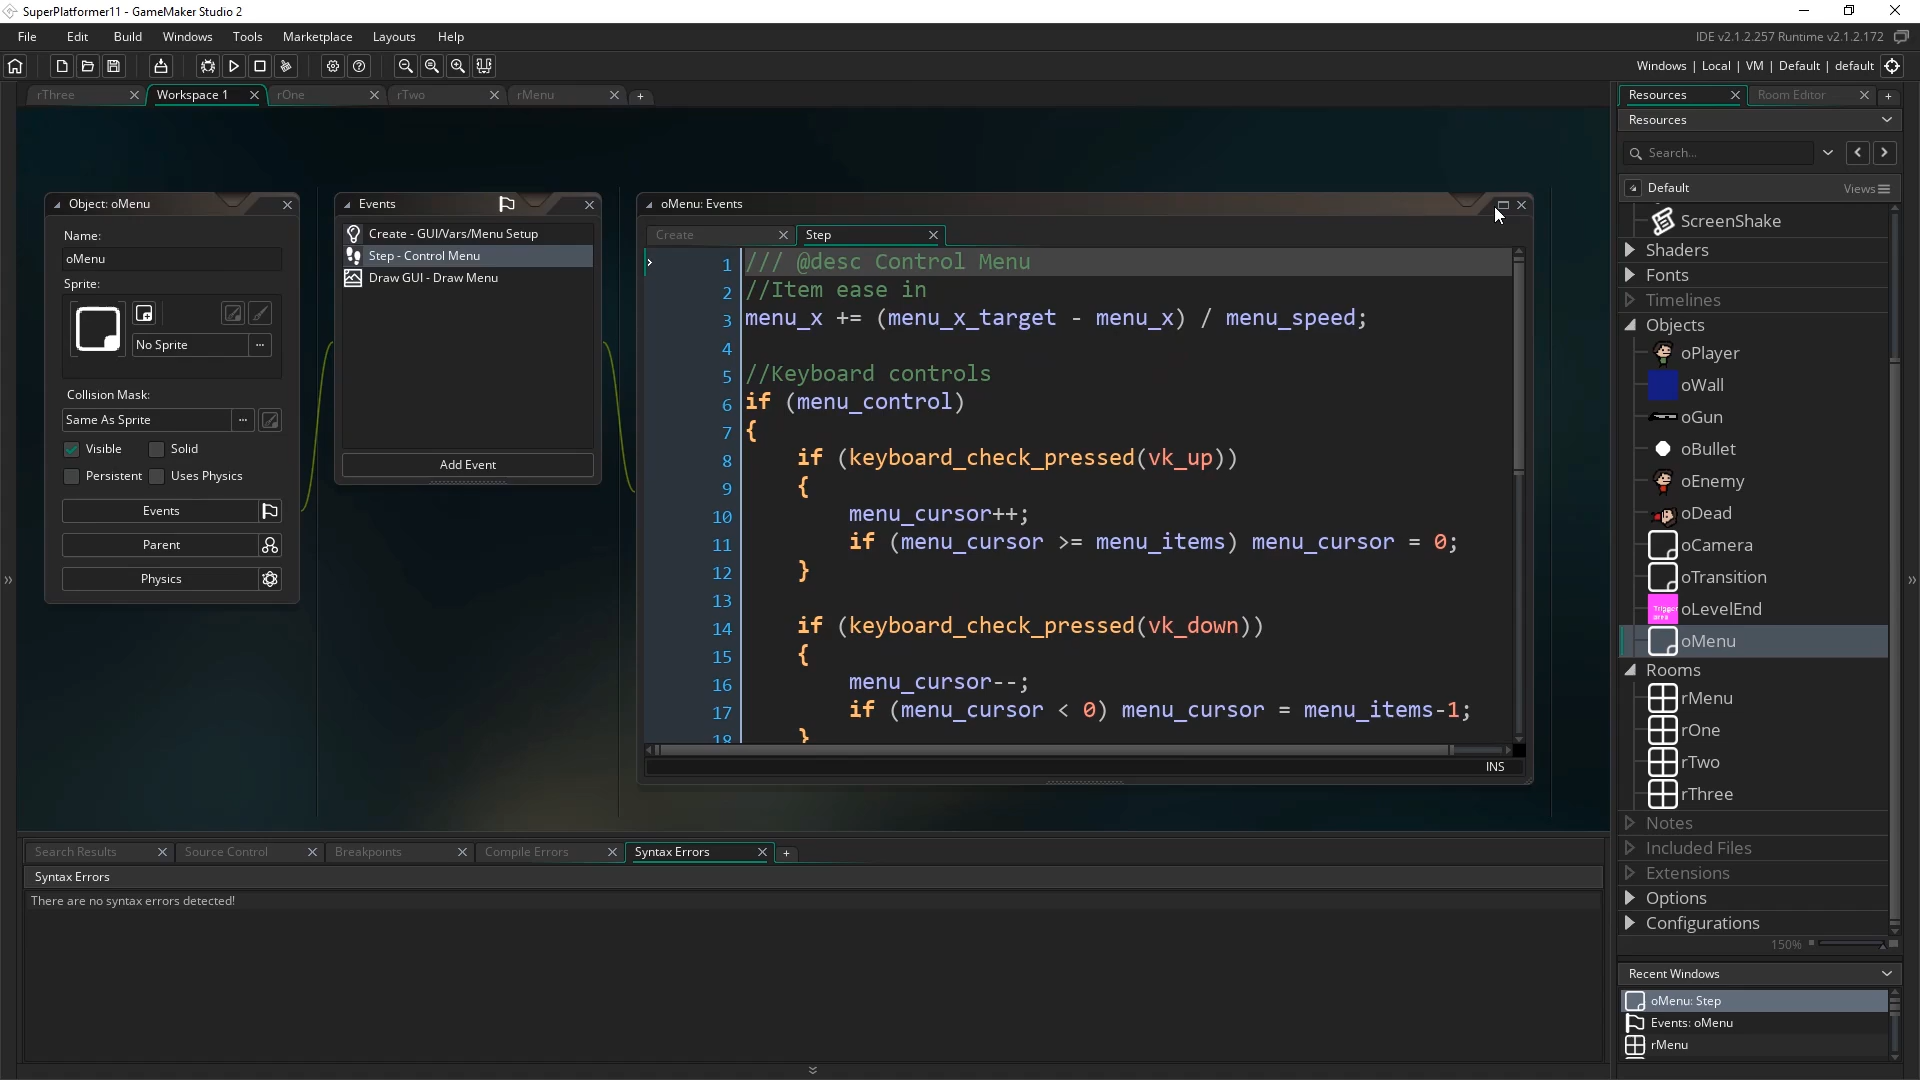 SuperPlatformer11 - GameMaker Studio 2
File Edit Build Windows Tools Marketplace Layouts Help
IDE v2.1.2.257 Runtime v2.1.2.172
Windows | Local | VM | Default | default
rThree
Workspace 1
rOne
rTwo
rMenu
Object: oMenu
Name:
oMenu
Sprite:
No Sprite
Collision Mask:
Same As Sprite
Visible
Solid
Persistent
Uses Physics
Events
Parent
Physics
Events
Create - GUI/Vars/Menu Setup
Step - Control Menu
Draw GUI - Draw Menu
Add Event
oMenu: Events
Create
Step
1 /// @desc Control Menu
2 //Item ease in
3 menu_x += (menu_x_target - menu_x) / menu_speed;
4
5 //Keyboard controls
6 if (menu_control)
7 {
8 if (keyboard_check_pressed(vk_up))
9 {
10 menu_cursor++;
11 if (menu_cursor >= menu_items) menu_cursor = 0;
12 }
13
14 if (keyboard_check_pressed(vk_down))
15 {
16 menu_cursor--;
17 if (menu_cursor < 0) menu_cursor = menu_items-1;
18 }
INS
Search Results
Source Control
Breakpoints
Compile Errors
Syntax Errors
Syntax Errors
There are no syntax errors detected!
Resources
Room Editor
Resources
Search...
Default
Views
ScreenShake
Shaders
Fonts
Timelines
Objects
oPlayer
oWall
oGun
oBullet
oEnemy
oDead
oCamera
oTransition
oLevelEnd
oMenu
Rooms
rMenu
rOne
rTwo
rThree
Notes
Included Files
Extensions
Options
Configurations
150%
Recent Windows
oMenu: Step
Events: oMenu
rMenu